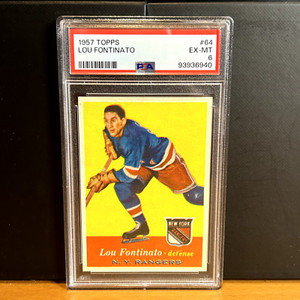 1957 TOPPS #64
LOU FONTINATO EX-MT
6
PSA 93936940
NEW YORK
RANGERS
Lou Fontinato • defense
N. Y. RANGERS